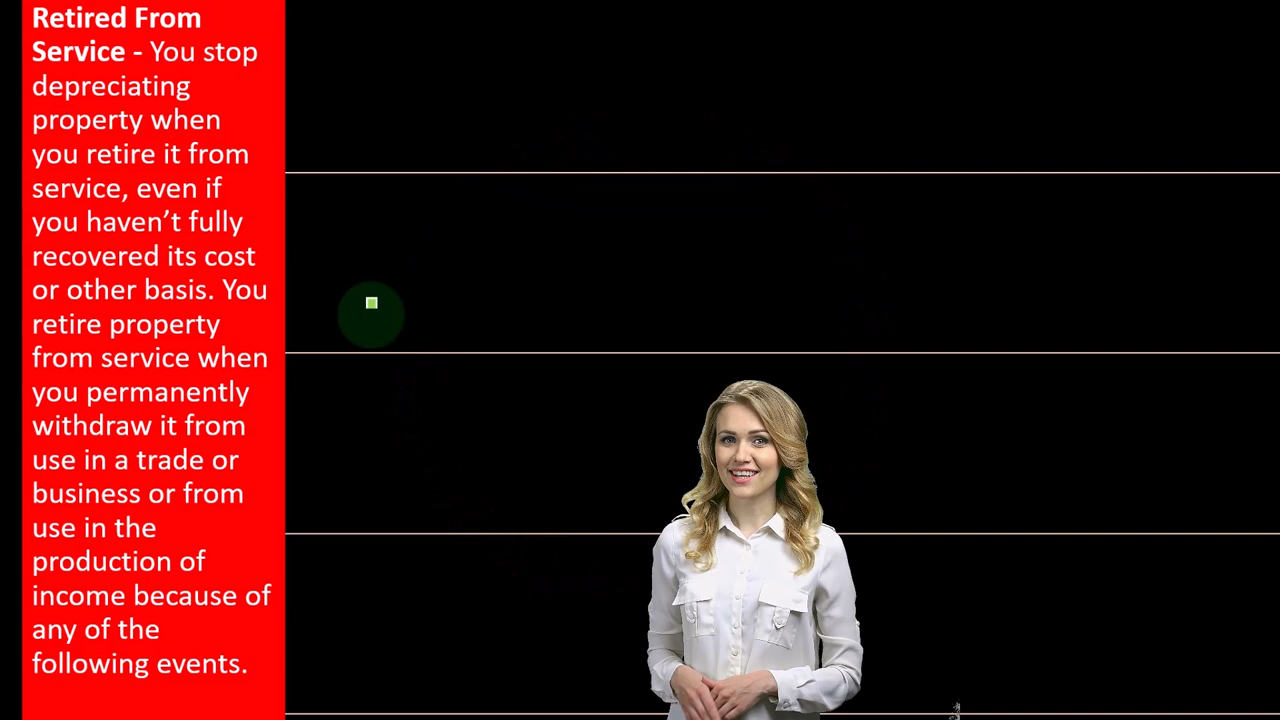 Retired From
Service - You stop
depreciating
property when
you retire it from
service, even if
you haven’t fully
recovered its cost
or other basis. You
retire property
from service when
you permanently
withdraw it from
use in a trade or
business or from
use in the
production of
income because of
any of the
following events.